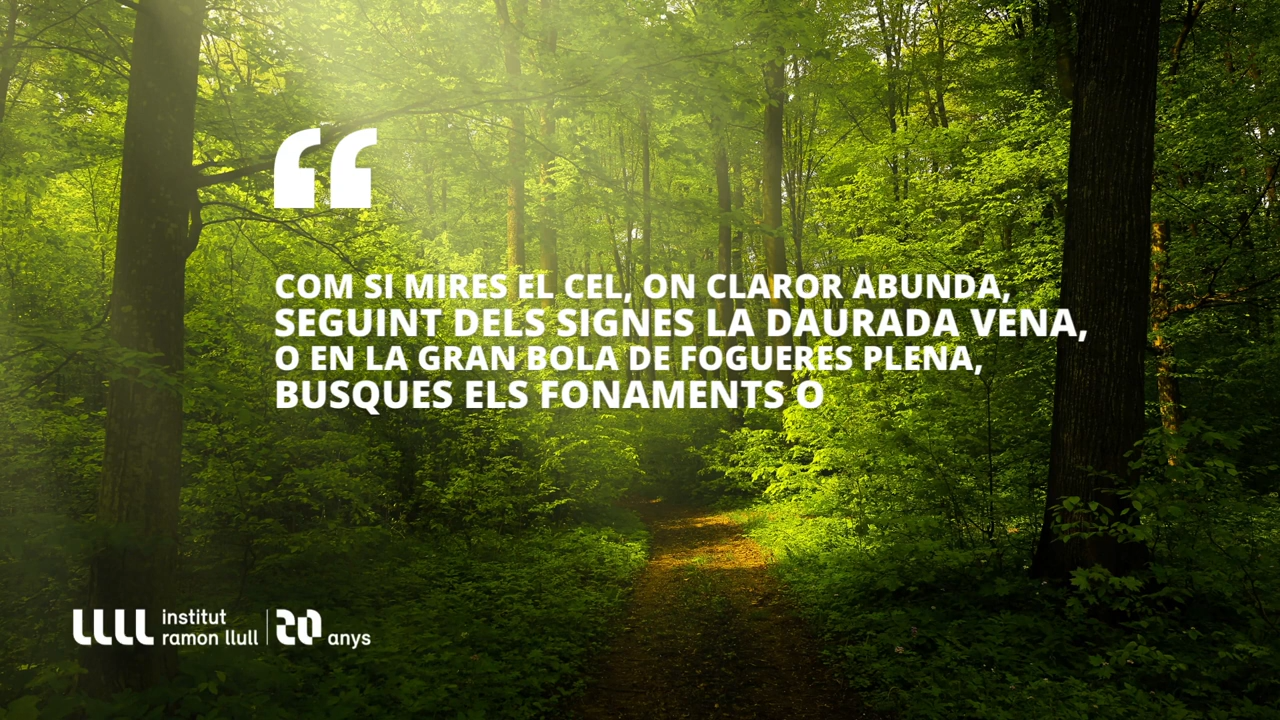 “
COM SI MIRES EL CEL, ON CLAROR ABUNDA,
SEGUINT DELS SIGNES LA DAURADA VENA,
O EN LA GRAN BOLA DE FOGUERES PLENA,
BUSQUES ELS FONAMENTS O
LLLL institut ramon llull | 20 anys